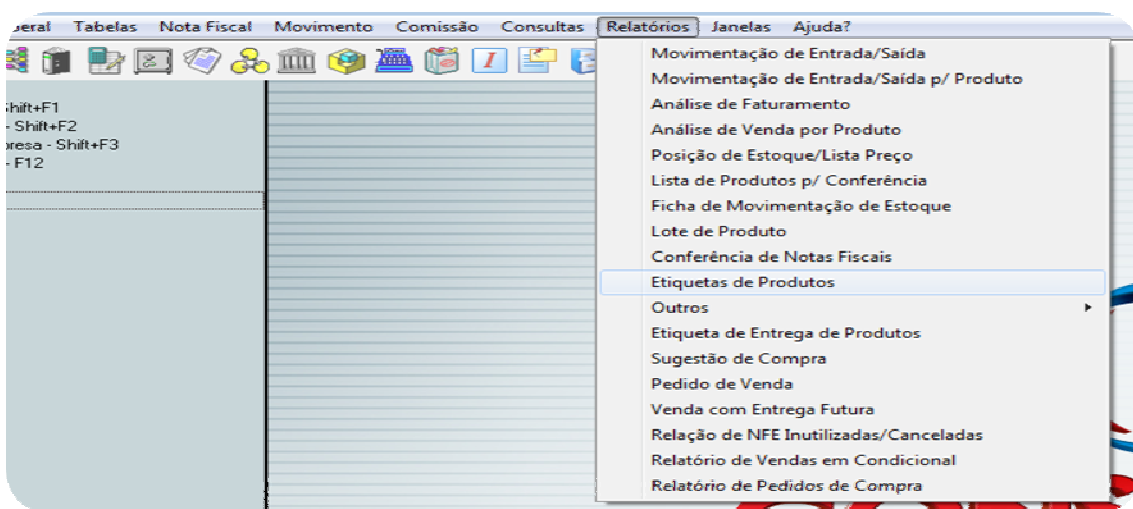 Tabelas Nota Fiscal Movimento Comissão Consultas Relatórios Janelas Ajuda?
Shift+F1
- Shift+F2
- Shift+F3
- F12
Movimentação de Entrada/Saída
Movimentação de Entrada/Saída p/ Produto
Análise de Faturamento
Análise de Venda por Produto
Posição de Estoque/Lista Preço
Lista de Produtos p/ Conferência
Ficha de Movimentação de Estoque
Lote de Produto
Conferência de Notas Fiscais
Etiquetas de Produtos
Outros
Etiqueta de Entrega de Produtos
Sugestão de Compra
Pedido de Venda
Venda com Entrega Futura
Relação de NFE Inutilizadas/Canceladas
Relatório de Vendas em Condicional
Relatório de Pedidos de Compra